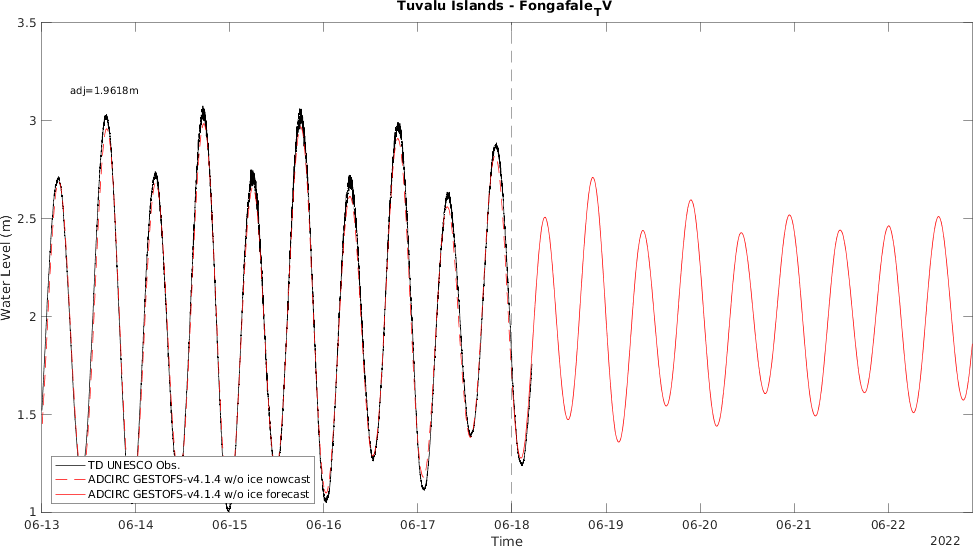 Tuvalu Islands - Fongafale_TV
3.5
adj=1.9618m
3
2.5
Water Level (m)
2
1.5
TD UNESCO Obs.
ADCIRC GESTOFS-v4.1.4 w/o ice nowcast
ADCIRC GESTOFS-v4.1.4 w/o ice forecast
1
06-13 06-14 06-15 06-16 06-17 06-18 06-19 06-20 06-21 06-22
Time
2022